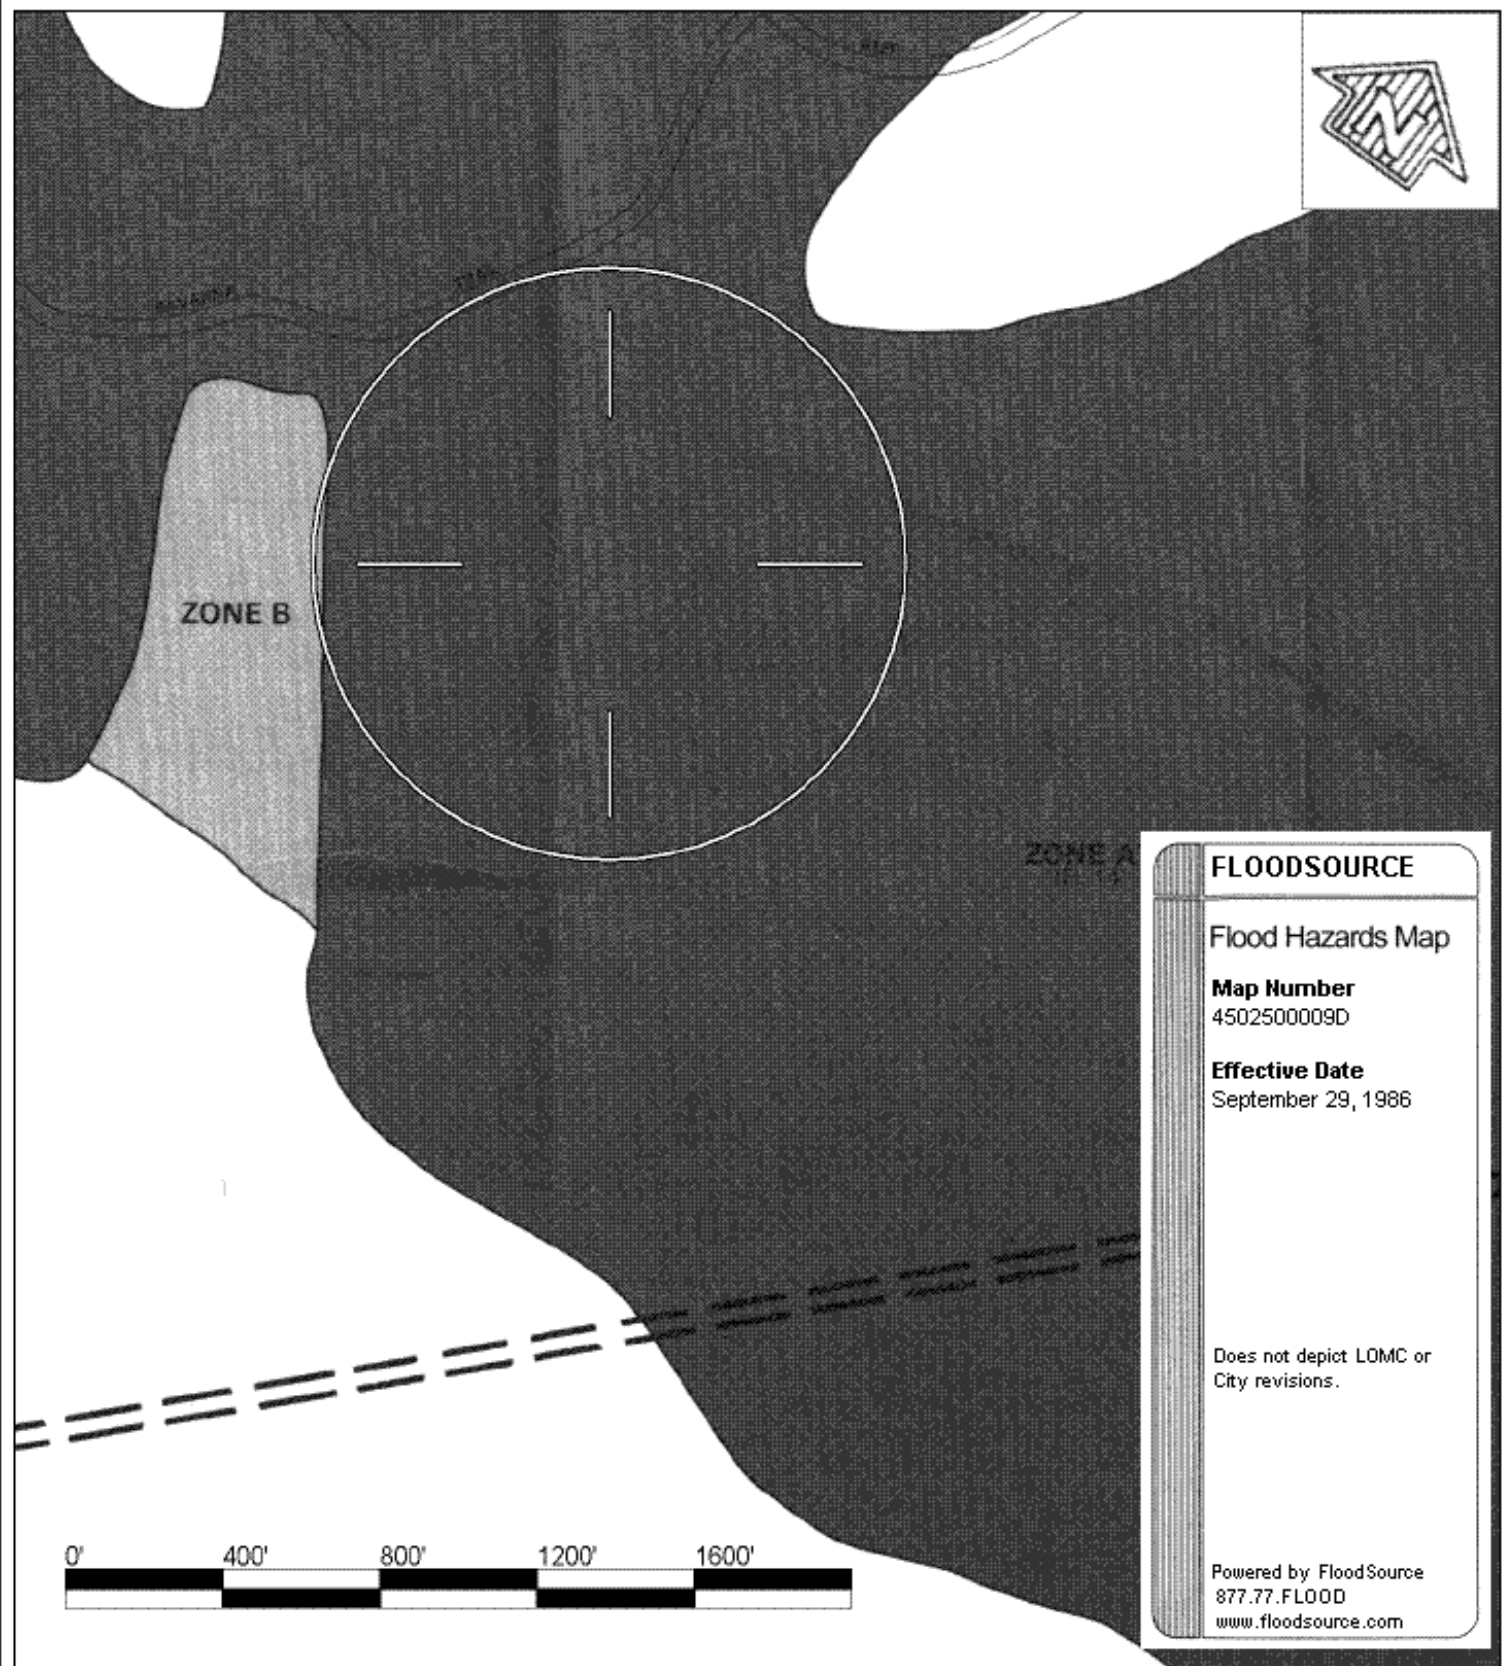 N
ZONE B
ZONE A
FLOODSOURCE
Flood Hazards Map
Map Number
4502500009D
Effective Date
September 29, 1986
Does not depict LOMC or
City revisions.
0' 400' 800' 1200' 1600'
Powered by FloodSource
877.77.FLOOD
www.floodsource.com